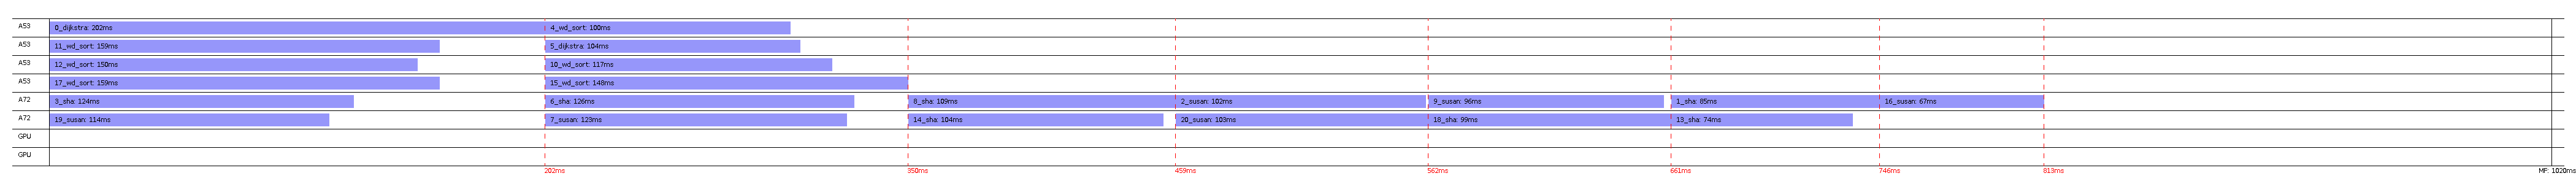 A53 0_dijkstra: 202ms 4_wd_sort: 100ms
A53 11_wd_sort: 159ms 5_dijkstra: 104ms
A53 12_wd_sort: 150ms 10_wd_sort: 117ms
A53 17_wd_sort: 159ms 15_wd_sort: 148ms
A72 3_sha: 124ms 6_sha: 126ms 8_sha: 109ms 2_susan: 102ms 9_susan: 96ms 1_sha: 85ms 16_susan: 67ms
A72 19_susan: 114ms 7_susan: 123ms 14_sha: 104ms 20_susan: 103ms 18_sha: 99ms 13_sha: 74ms
GPU
GPU
202ms 350ms 459ms 562ms 661ms 746ms 813ms MF: 1020ms